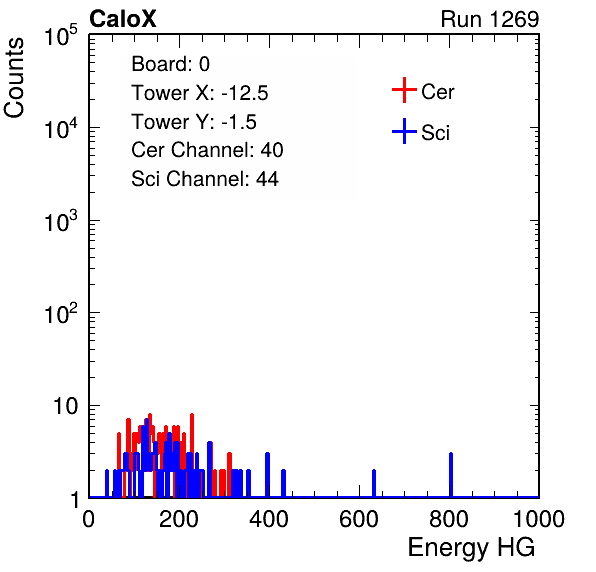 CaloX Run 1269
Counts
Board: 0
Tower X: -12.5
Tower Y: -1.5
Cer Channel: 40
Sci Channel: 44
Cer
Sci
10^5
10^4
10^3
10^2
10
1
0 200 400 600 800 1000
Energy HG